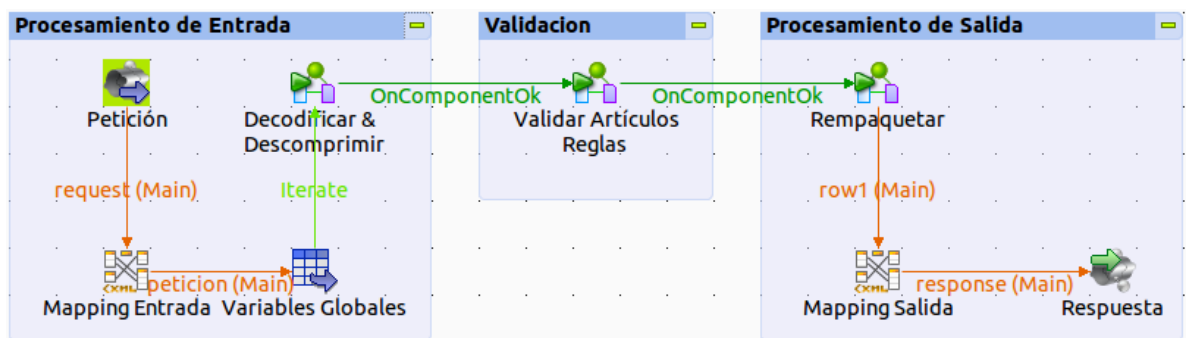 Procesamiento de Entrada
Petición
Decodificar &
Descomprimir
request (Main)
Iterate
peticion (Main)
Mapping Entrada
Variables Globales
OnComponentOk
Validacion
Validar Artículos
Reglas
OnComponentOk
Procesamiento de Salida
Rempaquetar
row1 (Main)
response (Main)
Mapping Salida
Respuesta